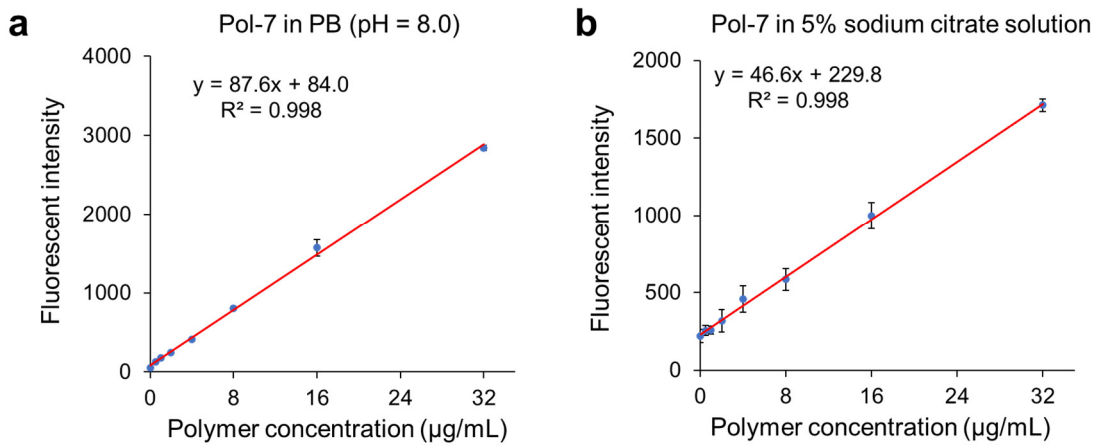 a
Pol-7 in PB (pH = 8.0)
4000
3000
2000
1000
0
y = 87.6x + 84.0
R² = 0.998
Fluorescent intensity
0 8 16 24 32
Polymer concentration (µg/mL)
b
Pol-7 in 5% sodium citrate solution
2000
1500
1000
500
0
y = 46.6x + 229.8
R² = 0.998
Fluorescent intensity
0 8 16 24 32
Polymer concentration (µg/mL)